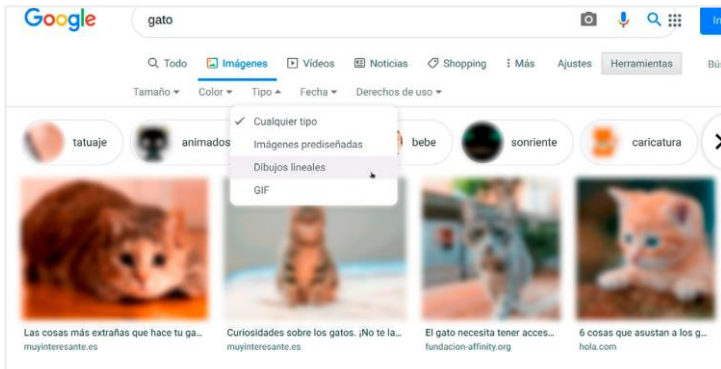 Google
gato
In
Todo Imágenes Vídeos Noticias Shopping Más Ajustes Herramientas Bús
Tamaño Color Tipo Fecha Derechos de uso
Cualquier tipo
Imágenes prediseñadas
Dibujos lineales
GIF
tatuaje animados bebe sonriente caricatura
Las cosas más extrañas que hace tu ga...
muyinteresante.es
Curiosidades sobre los gatos. ¡No te la...
muyinteresante.es
El gato necesita tener acces...
fundacion-affinity.org
6 cosas que asustan a los g...
hola.com